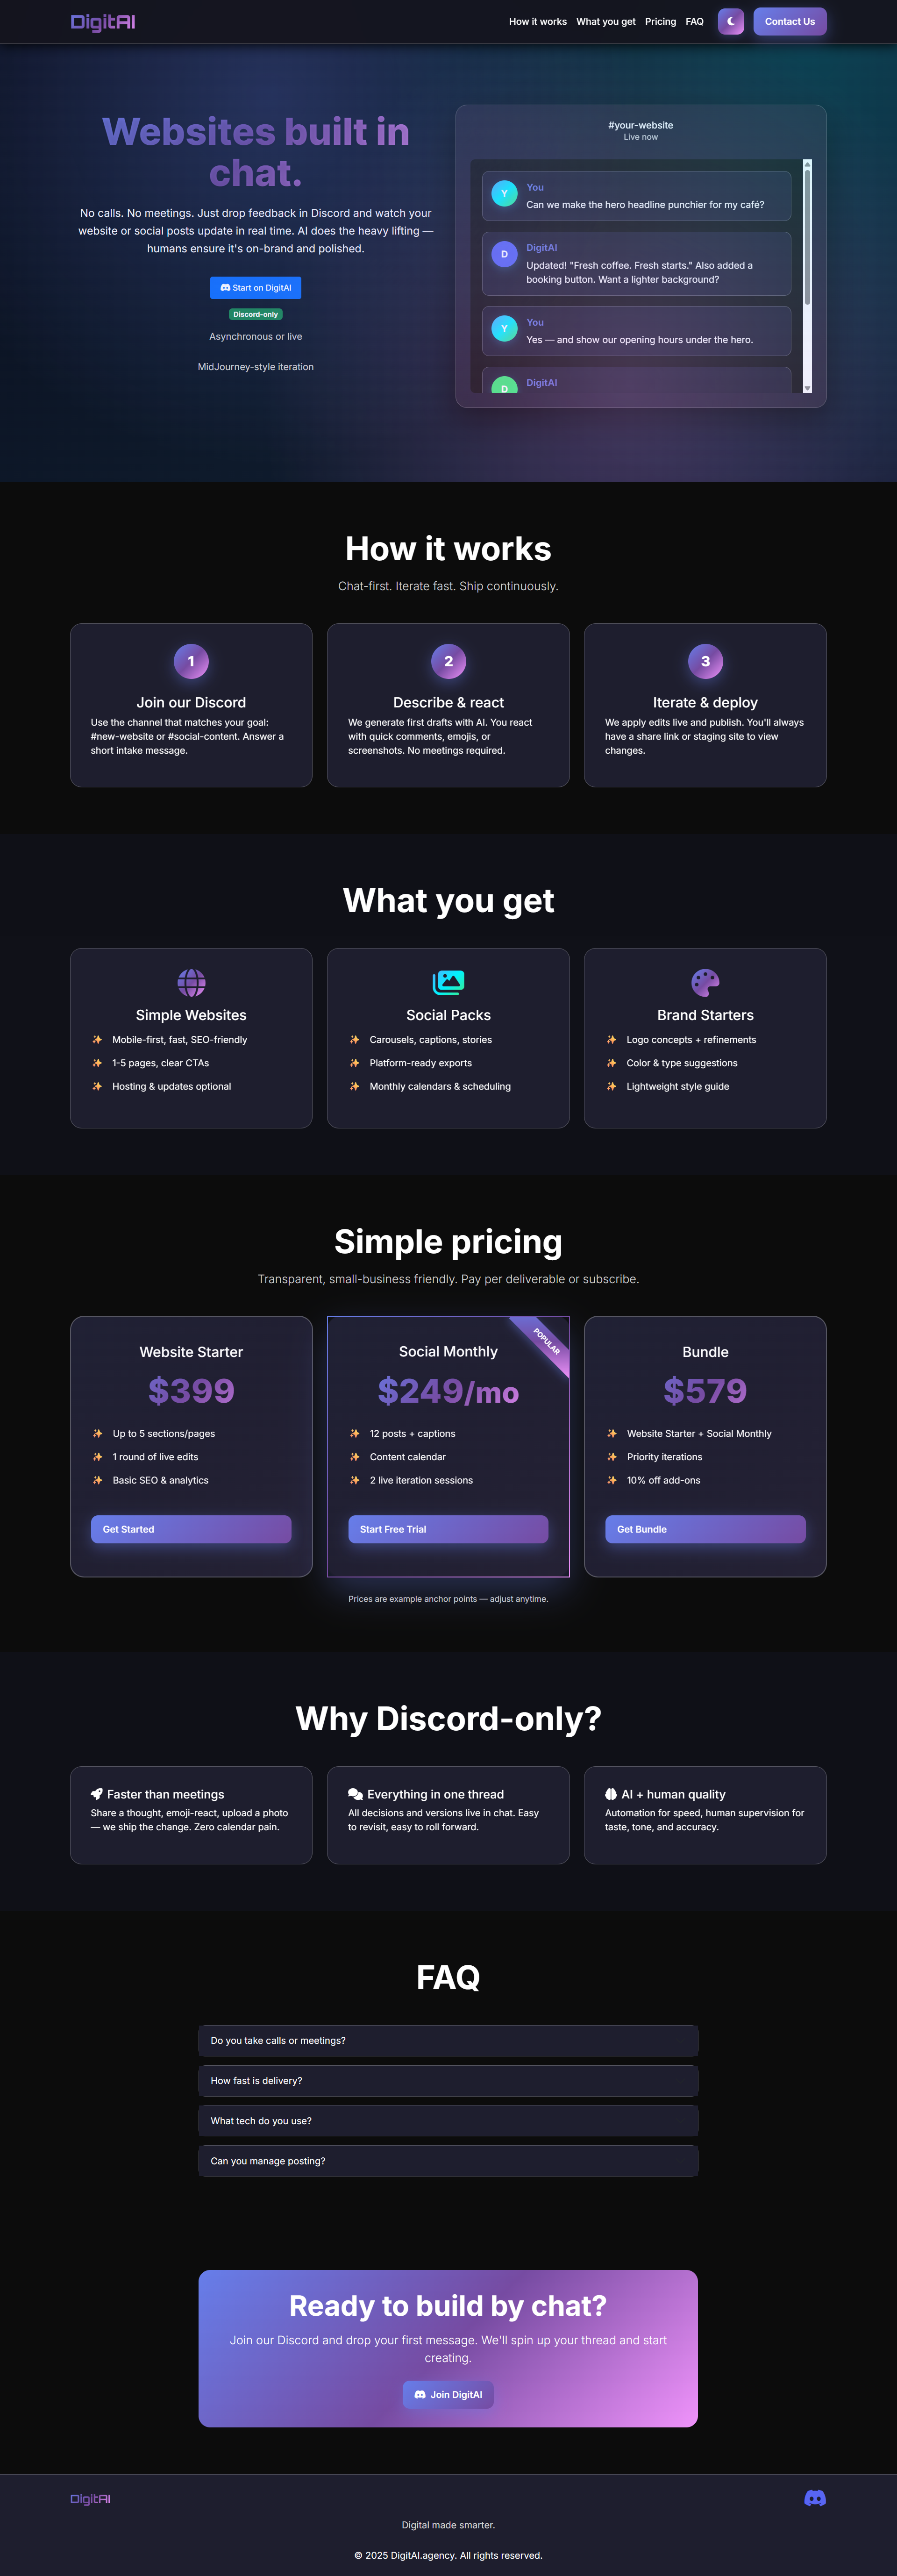 DigitAI
How it works
What you get
Pricing
FAQ
Contact Us
Websites built in
chat.
No calls. No meetings. Just drop feedback in Discord and watch your
website or social posts update in real time. AI does the heavy lifting —
humans ensure it's on-brand and polished.
Start on DigitAI
Discord-only
Asynchronous or live
MidJourney-style iteration
#your-website
Live now
Y
You
Can we make the hero headline punchier for my café?
D
DigitAI
Updated! "Fresh coffee. Fresh starts." Also added a
booking button. Want a lighter background?
Y
You
Yes — and show our opening hours under the hero.
D
DigitAI
How it works
Chat-first. Iterate fast. Ship continuously.
1
Join our Discord
Use the channel that matches your goal:
#new-website or #social-content. Answer a
short intake message.
2
Describe & react
We generate first drafts with AI. You react
with quick comments, emojis, or
screenshots. No meetings required.
3
Iterate & deploy
We apply edits live and publish. You'll always
have a share link or staging site to view
changes.
What you get
Simple Websites
Mobile-first, fast, SEO-friendly
1-5 pages, clear CTAs
Hosting & updates optional
Social Packs
Carousels, captions, stories
Platform-ready exports
Monthly calendars & scheduling
Brand Starters
Logo concepts + refinements
Color & type suggestions
Lightweight style guide
Simple pricing
Transparent, small-business friendly. Pay per deliverable or subscribe.
Website Starter
$399
Up to 5 sections/pages
1 round of live edits
Basic SEO & analytics
Get Started
POPULAR
Social Monthly
$249/mo
12 posts + captions
Content calendar
2 live iteration sessions
Start Free Trial
Bundle
$579
Website Starter + Social Monthly
Priority iterations
10% off add-ons
Get Bundle
Prices are example anchor points — adjust anytime.
Why Discord-only?
Faster than meetings
Share a thought, emoji-react, upload a photo
— we ship the change. Zero calendar pain.
Everything in one thread
All decisions and versions live in chat. Easy
to revisit, easy to roll forward.
AI + human quality
Automation for speed, human supervision for
taste, tone, and accuracy.
FAQ
Do you take calls or meetings?
How fast is delivery?
What tech do you use?
Can you manage posting?
Ready to build by chat?
Join our Discord and drop your first message. We'll spin up your thread and start
creating.
Join DigitAI
DigitAI
Digital made smarter.
© 2025 DigitAI.agency. All rights reserved.